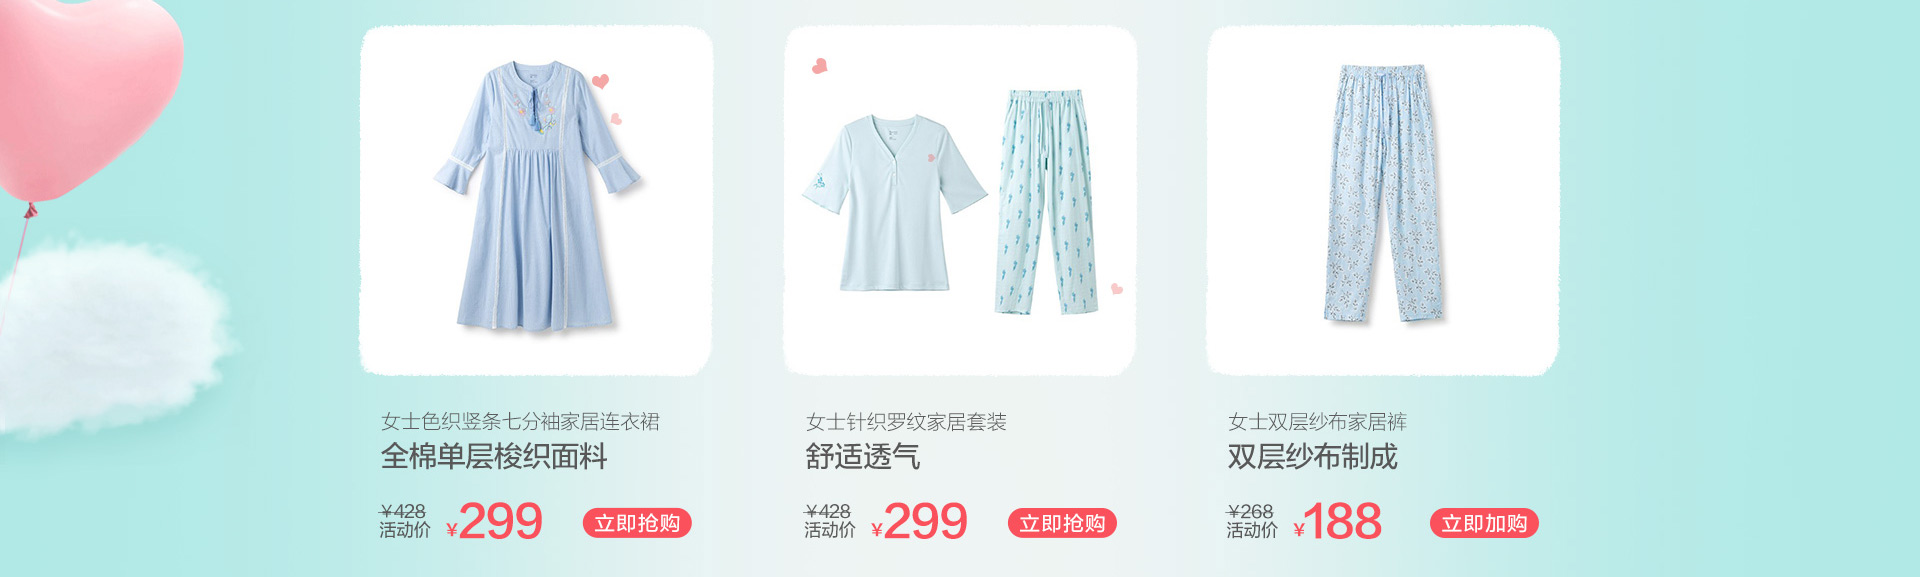 女士色织竖条七分袖家居连衣裙
全棉单层梭织面料
¥428
活动价 ¥299 立即抢购
女士针织罗纹家居套装
舒适透气
¥428
活动价 ¥299 立即抢购
女士双层纱布家居裤
双层纱布制成
¥268
活动价 ¥188 立即加购